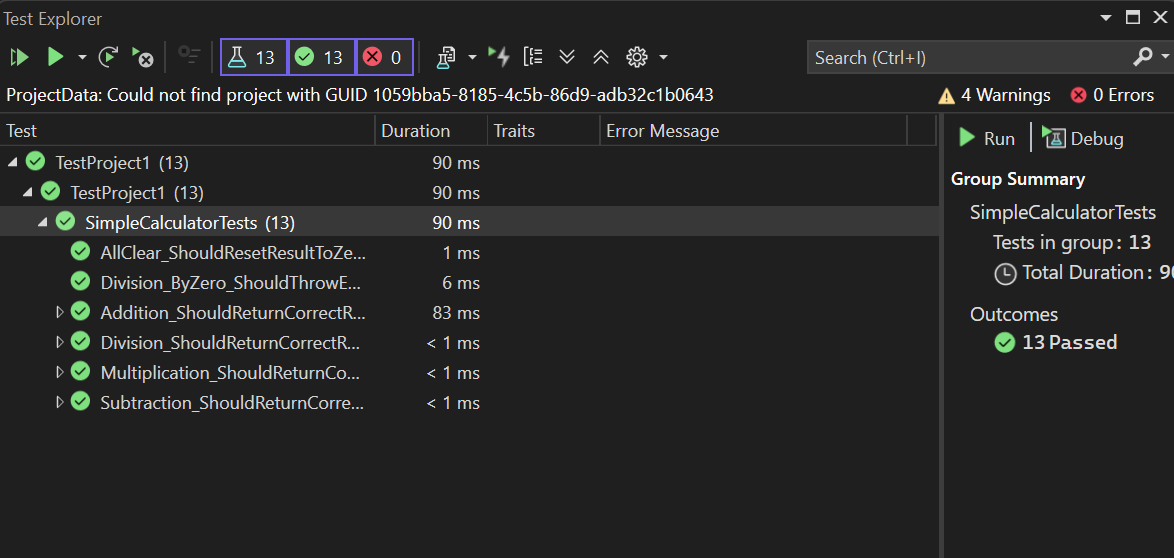 Test Explorer
13 13 0
Search (Ctrl+I)
ProjectData: Could not find project with GUID 1059bba5-8185-4c5b-86d9-adb32c1b0643 4 Warnings 0 Errors
Test Duration Traits Error Message
Run Debug
TestProject1 (13) 90 ms
TestProject1 (13) 90 ms
SimpleCalculatorTests (13) 90 ms
AllClear_ShouldResetResultToZe... 1 ms
Division_ByZero_ShouldThrowE... 6 ms
Addition_ShouldReturnCorrectR... 83 ms
Division_ShouldReturnCorrectR... < 1 ms
Multiplication_ShouldReturnCo... < 1 ms
Subtraction_ShouldReturnCorre... < 1 ms
Group Summary
SimpleCalculatorTests
Tests in group: 13
Total Duration: 90
Outcomes
13 Passed